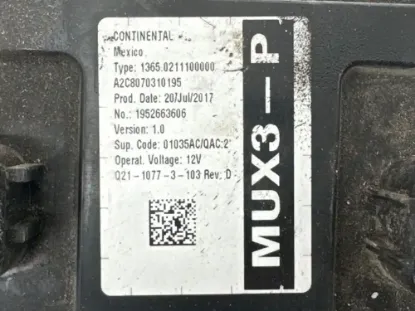 CONTINENTAL
Mexico
Type: 1365.0211100000
A2C8070310195
Prod. Date: 20/Jul/2017
No.: 1952663606
Version: 1.0
Sup. Code: 01035AC/QAC:2
Operat. Voltage: 12V
Q21-1077-3-103 Rev. D
MUX3-P